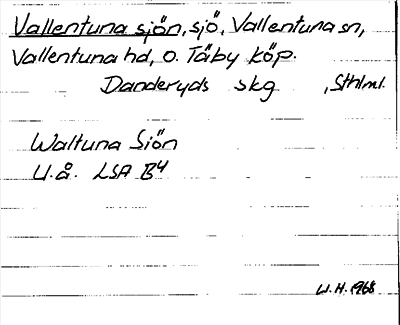 Vallentuna sjön, sjö, Vallentuna sn,
Vallentuna hd, o. Täby köp.
Danderyds skg , Sthlml.
Waltuna Siön
U.å. LSA B4
W.H. 1968